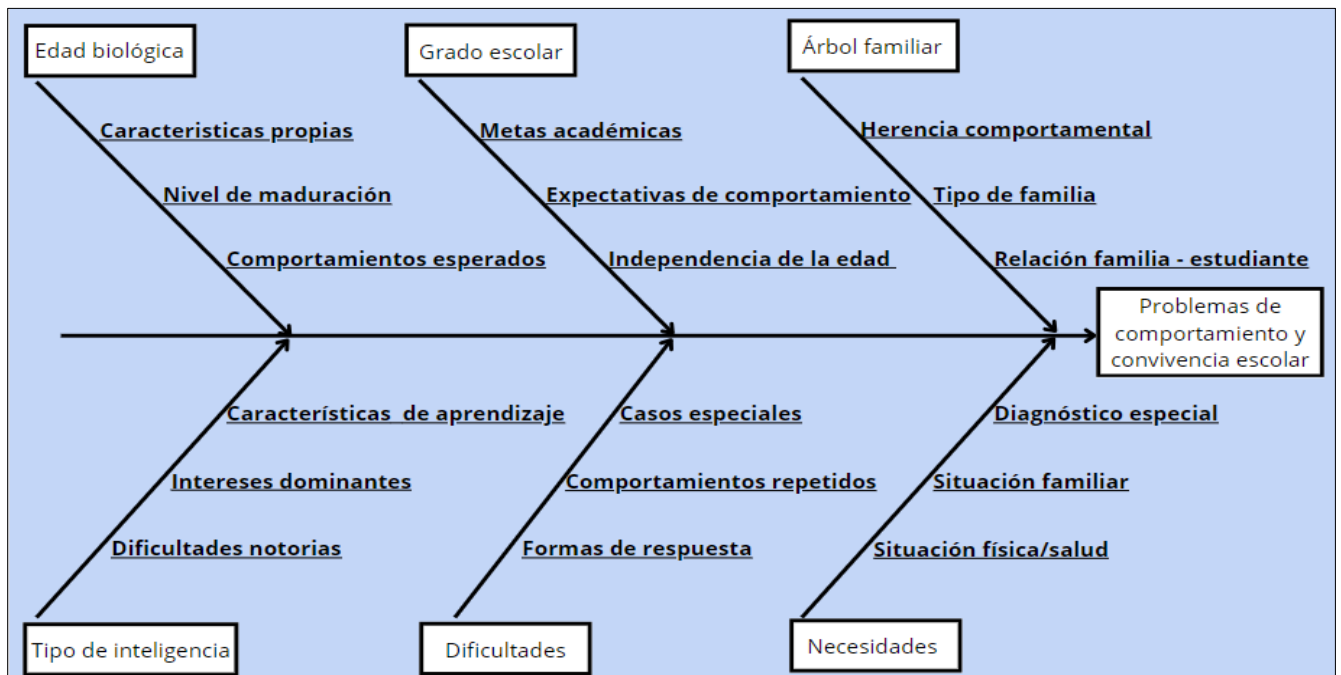 Edad biológica
Grado escolar
Árbol familiar
Caracteristicas propias
Metas académicas
Herencia comportamental
Nivel de maduración
Expectativas de comportamiento
Tipo de familia
Comportamientos esperados
Independencia de la edad
Relación familia - estudiante
Problemas de
comportamiento y
convivencia escolar
Características de aprendizaje
Casos especiales
Diagnóstico especial
Intereses dominantes
Comportamientos repetidos
Situación familiar
Dificultades notorias
Formas de respuesta
Situación física/salud
Tipo de inteligencia
Dificultades
Necesidades